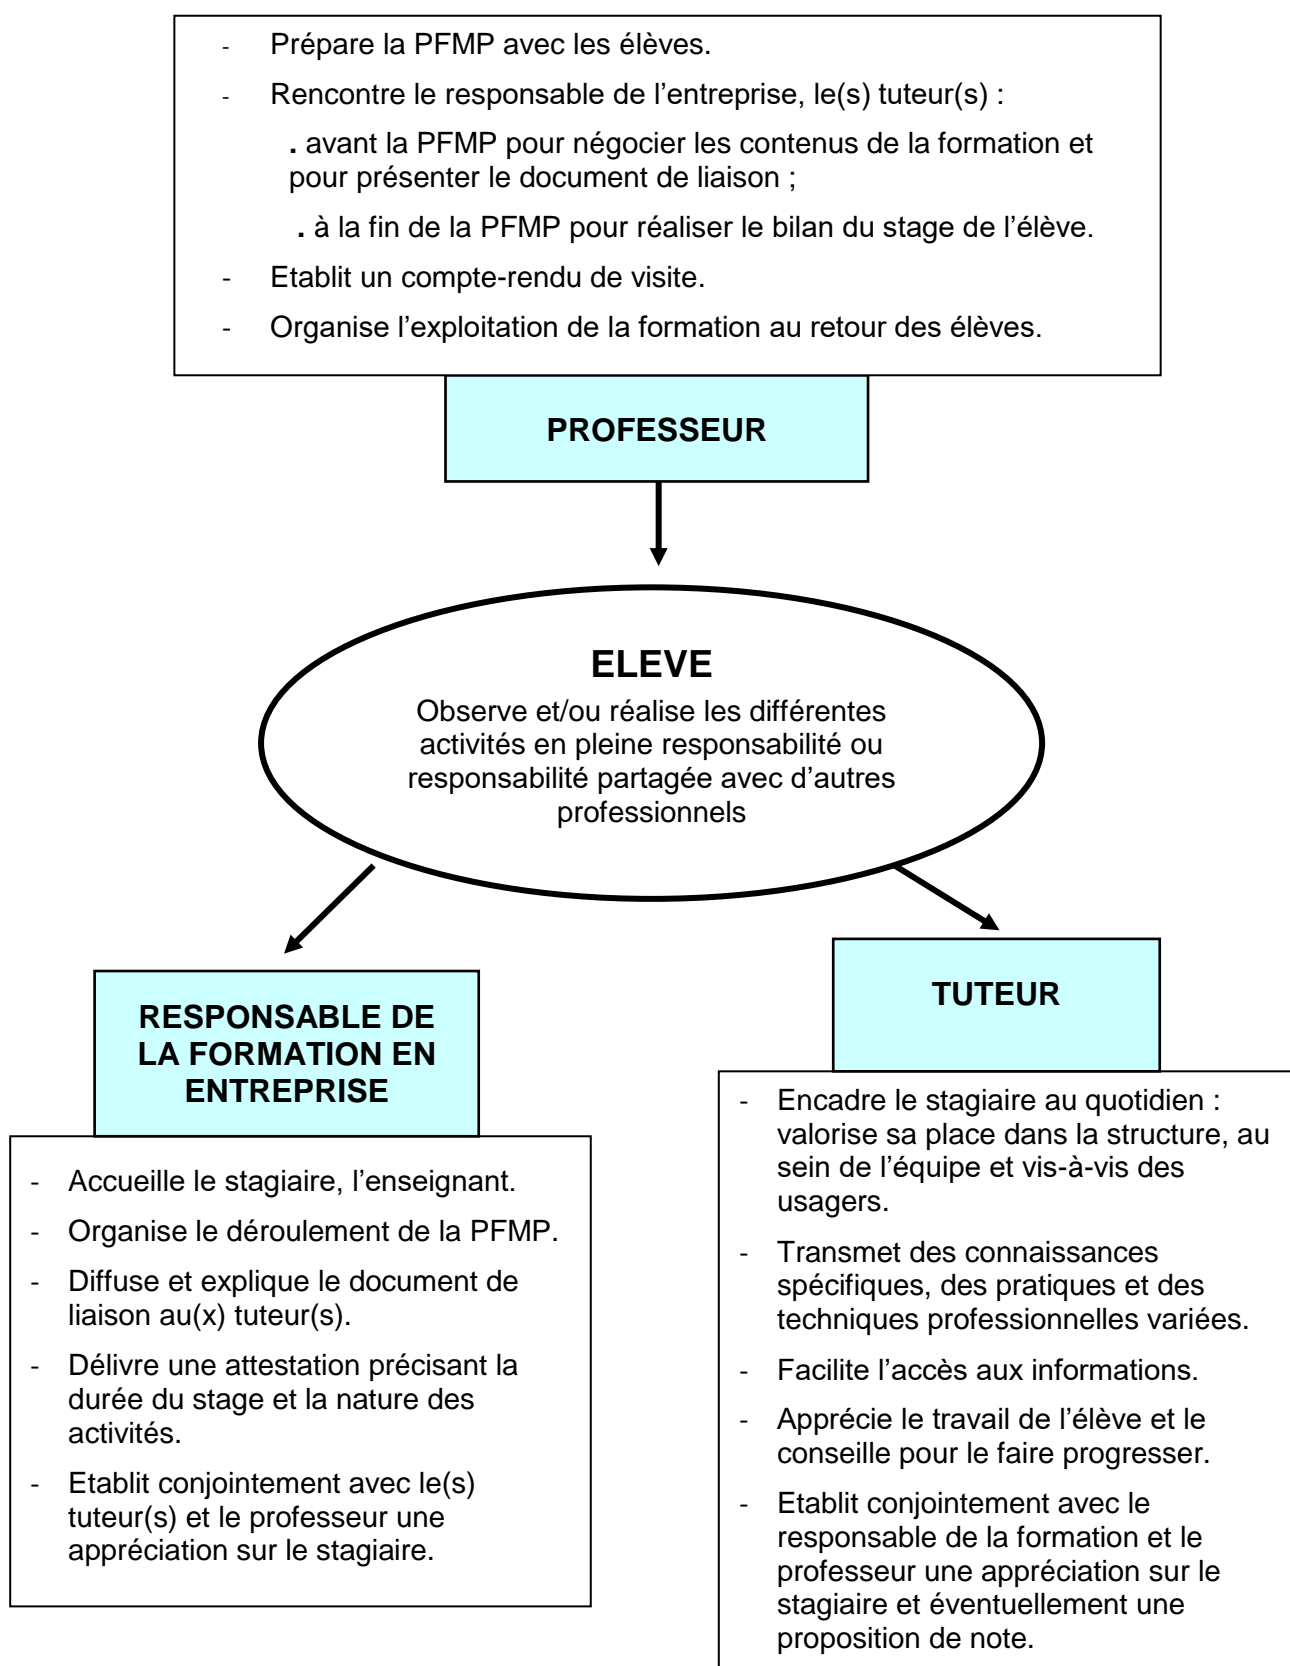 - Prépare la PFMP avec les élèves.
- Rencontre le responsable de l’entreprise, le(s) tuteur(s) :
. avant la PFMP pour négocier les contenus de la formation et
pour présenter le document de liaison ;
. à la fin de la PFMP pour réaliser le bilan du stage de l’élève.
- Etablit un compte-rendu de visite.
- Organise l’exploitation de la formation au retour des élèves.
PROFESSEUR
ELEVE
Observe et/ou réalise les différentes
activités en pleine responsabilité ou
responsabilité partagée avec d’autres
professionnels
RESPONSABLE DE
LA FORMATION EN
ENTREPRISE
- Accueille le stagiaire, l’enseignant.
- Organise le déroulement de la PFMP.
- Diffuse et explique le document de
liaison au(x) tuteur(s).
- Délivre une attestation précisant la
durée du stage et la nature des
activités.
- Etablit conjointement avec le(s)
tuteur(s) et le professeur une
appréciation sur le stagiaire.
TUTEUR
- Encadre le stagiaire au quotidien :
valorise sa place dans la structure, au
sein de l’équipe et vis-à-vis des
usagers.
- Transmet des connaissances
spécifiques, des pratiques et des
techniques professionnelles variées.
- Facilite l’accès aux informations.
- Apprécie le travail de l’élève et le
conseille pour le faire progresser.
- Etablit conjointement avec le
responsable de la formation et le
professeur une appréciation sur le
stagiaire et éventuellement une
proposition de note.